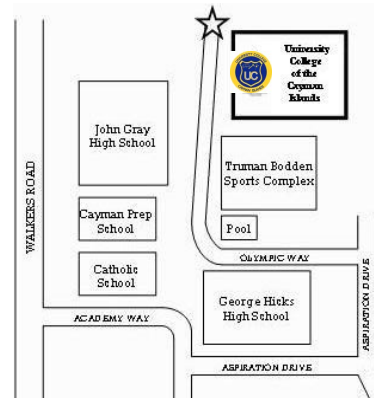 University
College
of the
Cayman
Islands
UC
John Gray
High School
Truman Bodden
Sports Complex
WALKERS ROAD
Cayman Prep
School
Pool
OLYMPIC WAY
Catholic
School
ASPIRATION DRIVE
George Hicks
High School
ACADEMY WAY
ASPIRATION DRIVE